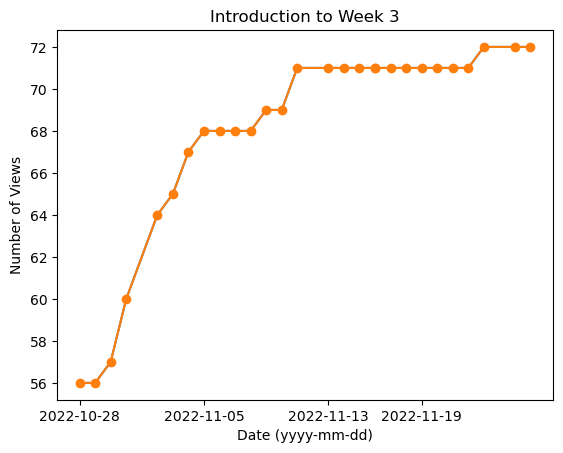 Introduction to Week 3
Number of Views
72
70
68
66
64
62
60
58
56
2022-10-28 2022-11-05 2022-11-13 2022-11-19
Date (yyyy-mm-dd)